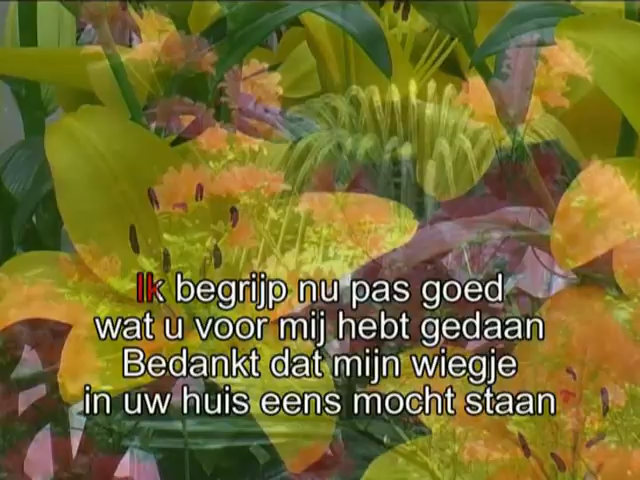 Ik begrijp nu pas goed
wat u voor mij hebt gedaan
Bedankt dat mijn wiegje
in uw huis eens mocht staan